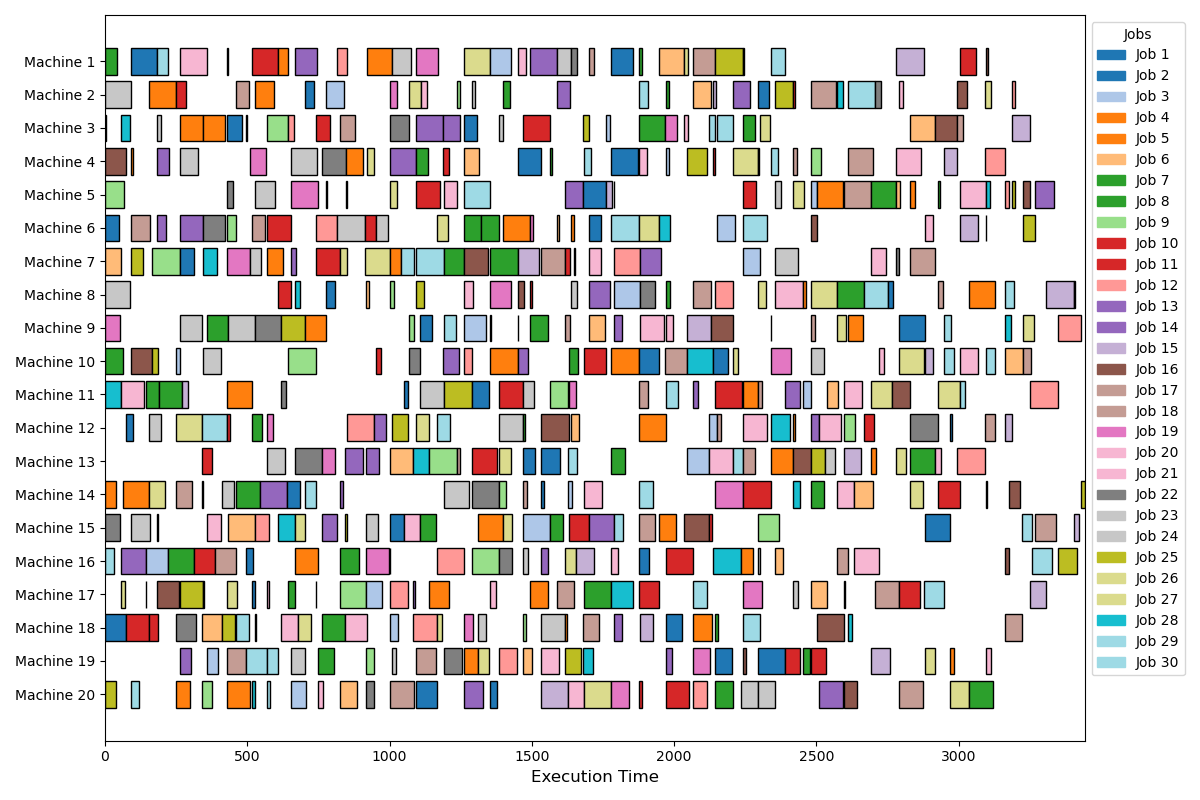 Machine 1
Machine 2
Machine 3
Machine 4
Machine 5
Machine 6
Machine 7
Machine 8
Machine 9
Machine 10
Machine 11
Machine 12
Machine 13
Machine 14
Machine 15
Machine 16
Machine 17
Machine 18
Machine 19
Machine 20
0 500 1000 1500 2000 2500 3000
Execution Time
Jobs
Job 1
Job 2
Job 3
Job 4
Job 5
Job 6
Job 7
Job 8
Job 9
Job 10
Job 11
Job 12
Job 13
Job 14
Job 15
Job 16
Job 17
Job 18
Job 19
Job 20
Job 21
Job 22
Job 23
Job 24
Job 25
Job 26
Job 27
Job 28
Job 29
Job 30